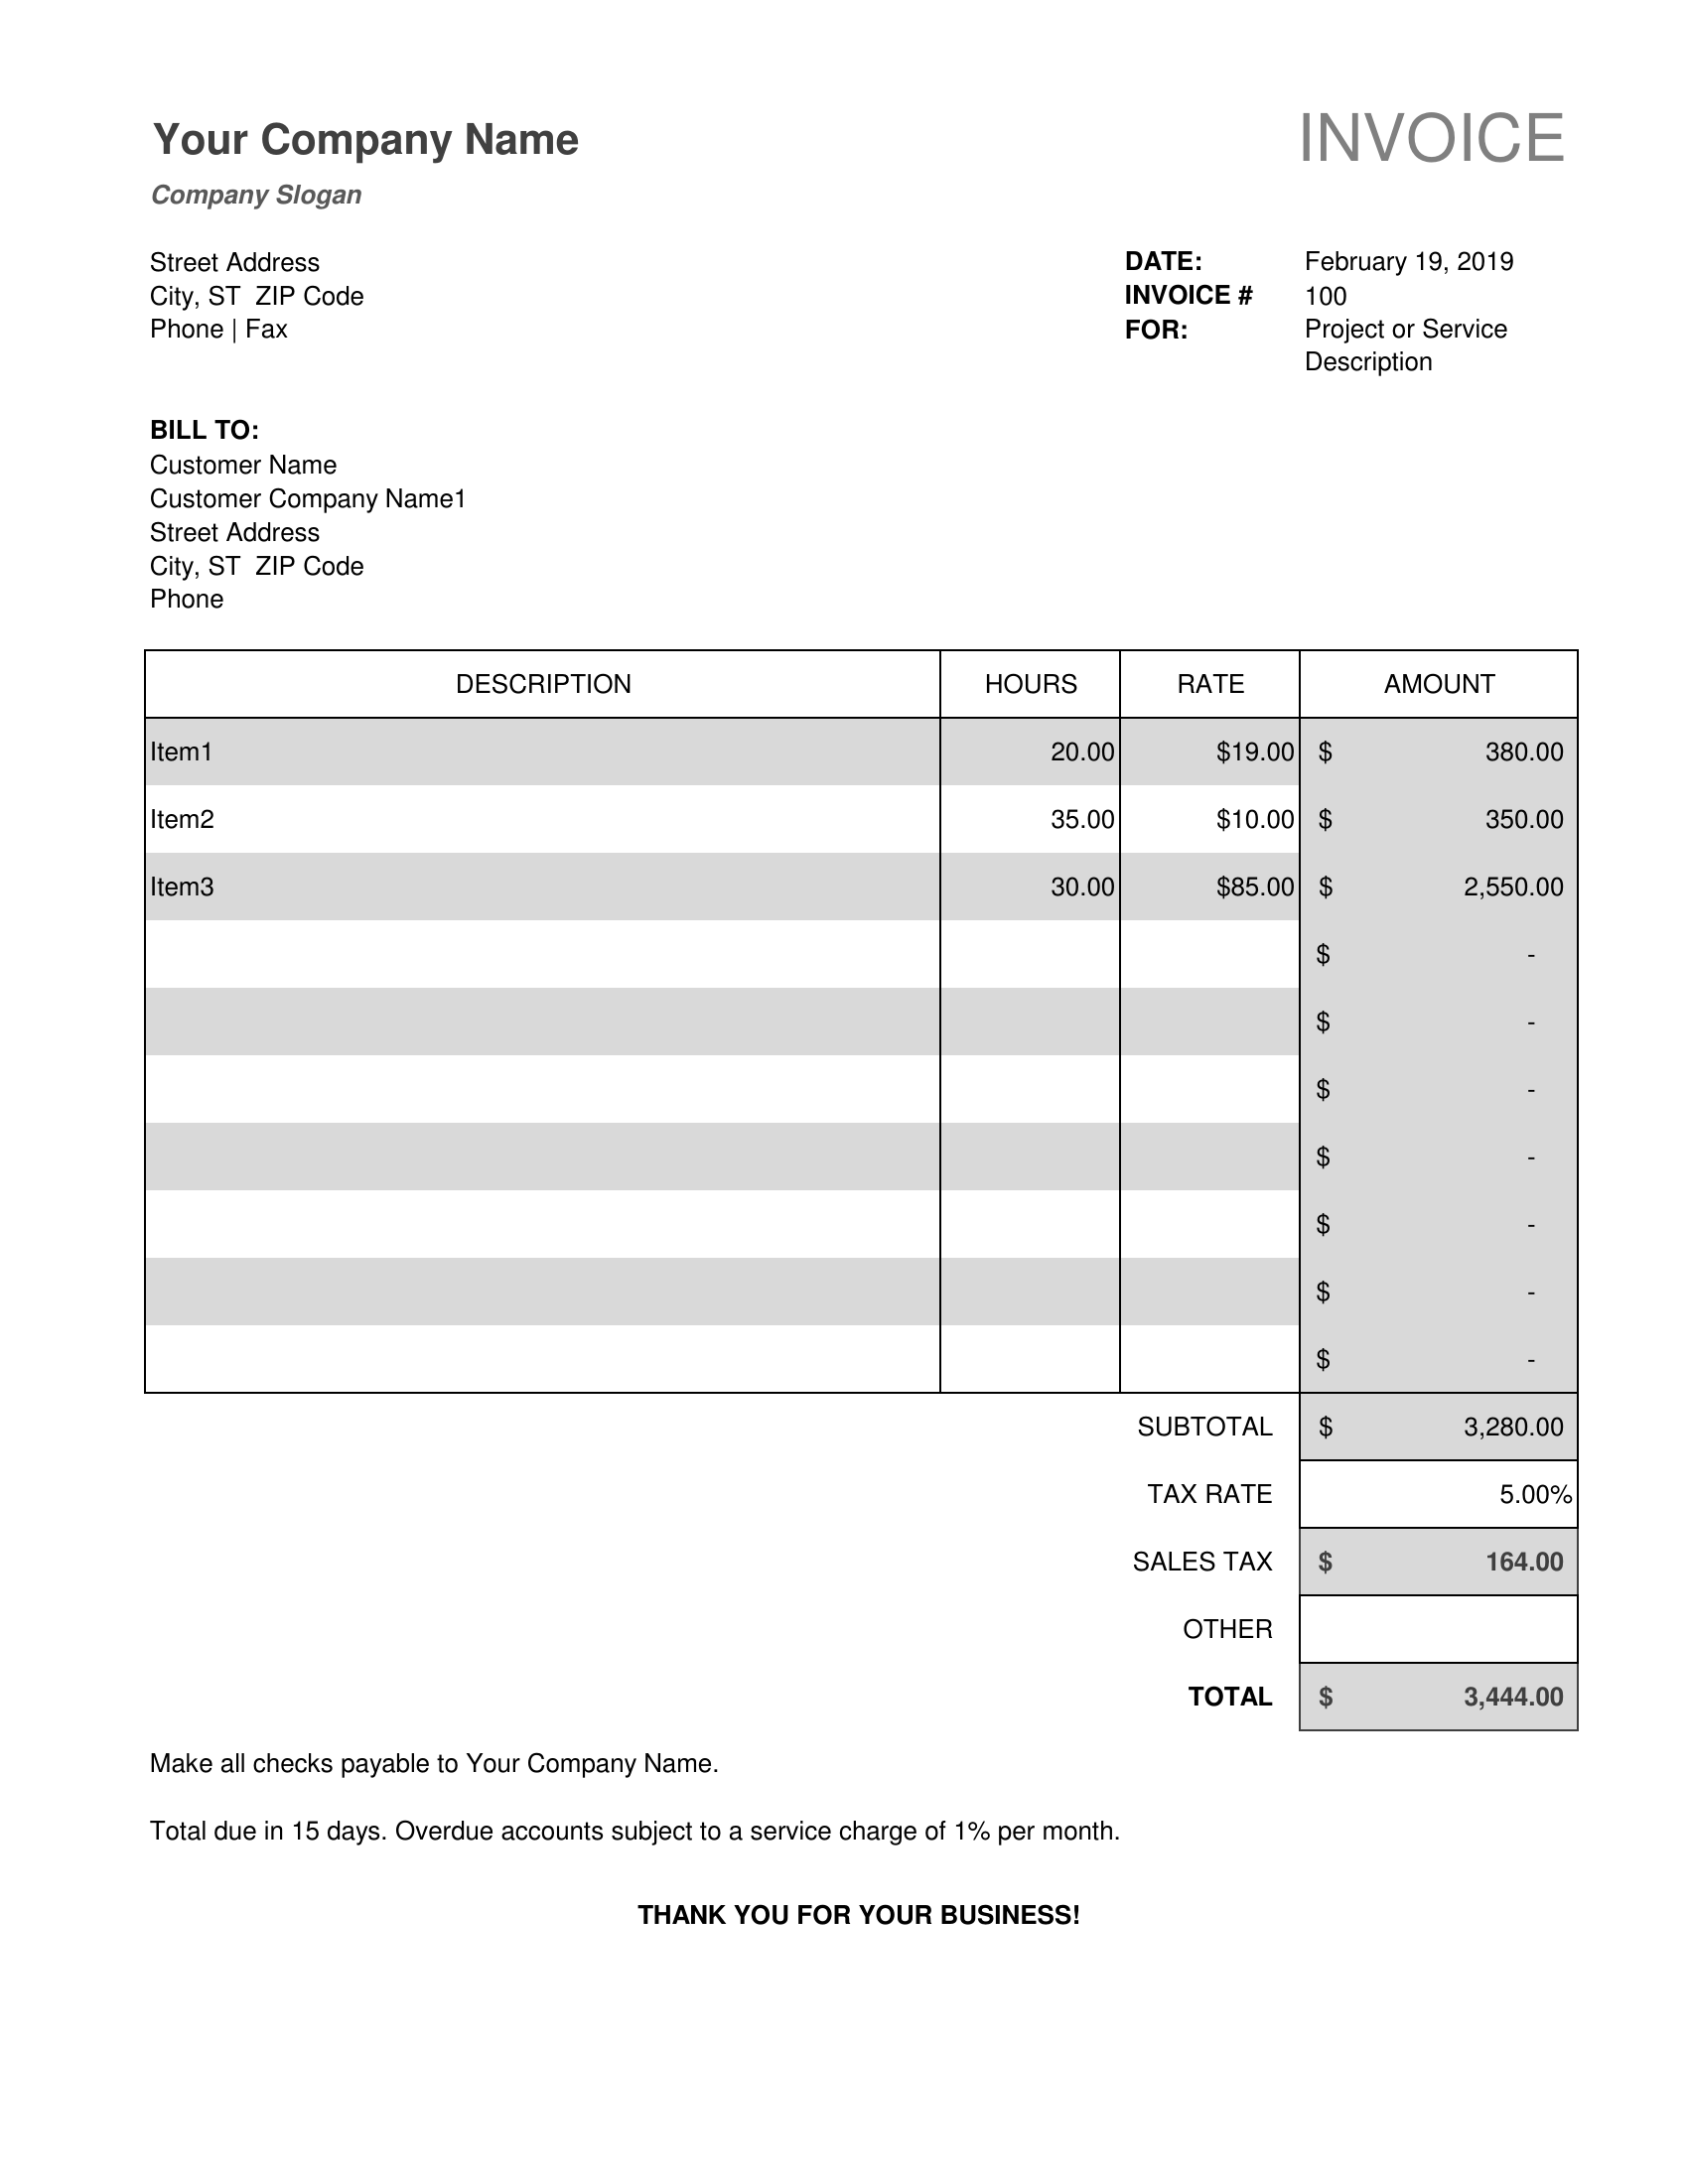 Your Company Name
INVOICE
Company Slogan
Street Address
City, ST  ZIP Code
Phone | Fax
DATE: February 19, 2019
INVOICE # 100
FOR: Project or Service
Description
BILL TO:
Customer Name
Customer Company Name1
Street Address
City, ST  ZIP Code
Phone
DESCRIPTION HOURS RATE AMOUNT
Item1 20.00 $19.00 $ 380.00
Item2 35.00 $10.00 $ 350.00
Item3 30.00 $85.00 $ 2,550.00
$ -
$ -
$ -
$ -
$ -
$ -
$ -
SUBTOTAL $ 3,280.00
TAX RATE 5.00%
SALES TAX $ 164.00
OTHER
TOTAL $ 3,444.00
Make all checks payable to Your Company Name.
Total due in 15 days. Overdue accounts subject to a service charge of 1% per month.
THANK YOU FOR YOUR BUSINESS!